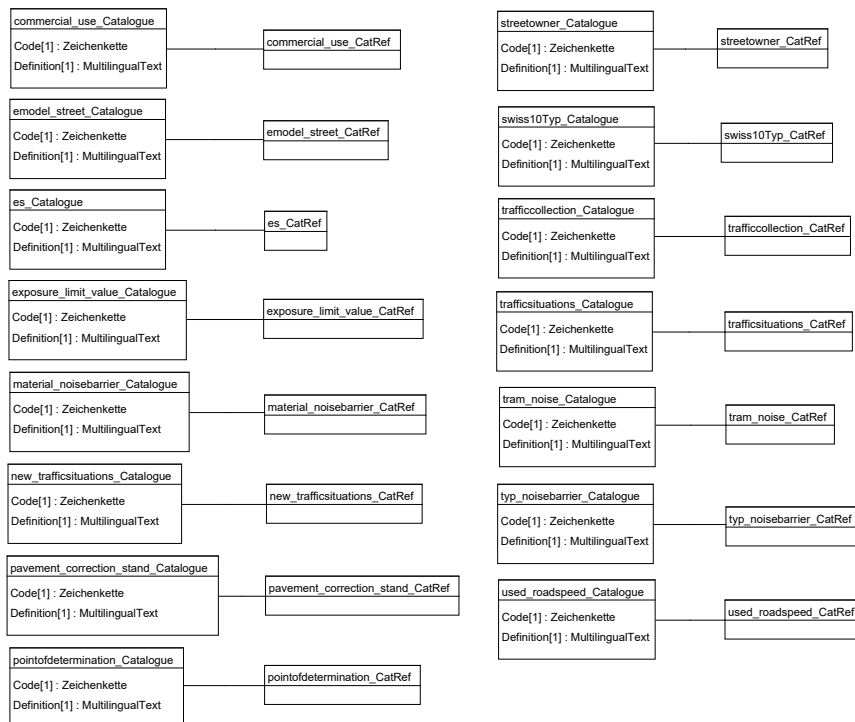 commercial_use_Catalogue
Code[1] : Zeichenkette
Definition[1] : MultilingualText
commercial_use_CatRef
emodel_street_Catalogue
Code[1] : Zeichenkette
Definition[1] : MultilingualText
emodel_street_CatRef
es_Catalogue
Code[1] : Zeichenkette
Definition[1] : MultilingualText
es_CatRef
exposure_limit_value_Catalogue
Code[1] : Zeichenkette
Definition[1] : MultilingualText
exposure_limit_value_CatRef
material_noisebarrier_Catalogue
Code[1] : Zeichenkette
Definition[1] : MultilingualText
material_noisebarrier_CatRef
new_trafficsituations_Catalogue
Code[1] : Zeichenkette
Definition[1] : MultilingualText
new_trafficsituations_CatRef
pavement_correction_stand_Catalogue
Code[1] : Zeichenkette
Definition[1] : MultilingualText
pavement_correction_stand_CatRef
pointofdetermination_Catalogue
Code[1] : Zeichenkette
Definition[1] : MultilingualText
pointofdetermination_CatRef
streetowner_Catalogue
Code[1] : Zeichenkette
Definition[1] : MultilingualText
streetowner_CatRef
swiss10Typ_Catalogue
Code[1] : Zeichenkette
Definition[1] : MultilingualText
swiss10Typ_CatRef
trafficcollection_Catalogue
Code[1] : Zeichenkette
Definition[1] : MultilingualText
trafficcollection_CatRef
trafficsituations_Catalogue
Code[1] : Zeichenkette
Definition[1] : MultilingualText
trafficsituations_CatRef
tram_noise_Catalogue
Code[1] : Zeichenkette
Definition[1] : MultilingualText
tram_noise_CatRef
typ_noisebarrier_Catalogue
Code[1] : Zeichenkette
Definition[1] : MultilingualText
typ_noisebarrier_CatRef
used_roadspeed_Catalogue
Code[1] : Zeichenkette
Definition[1] : MultilingualText
used_roadspeed_CatRef